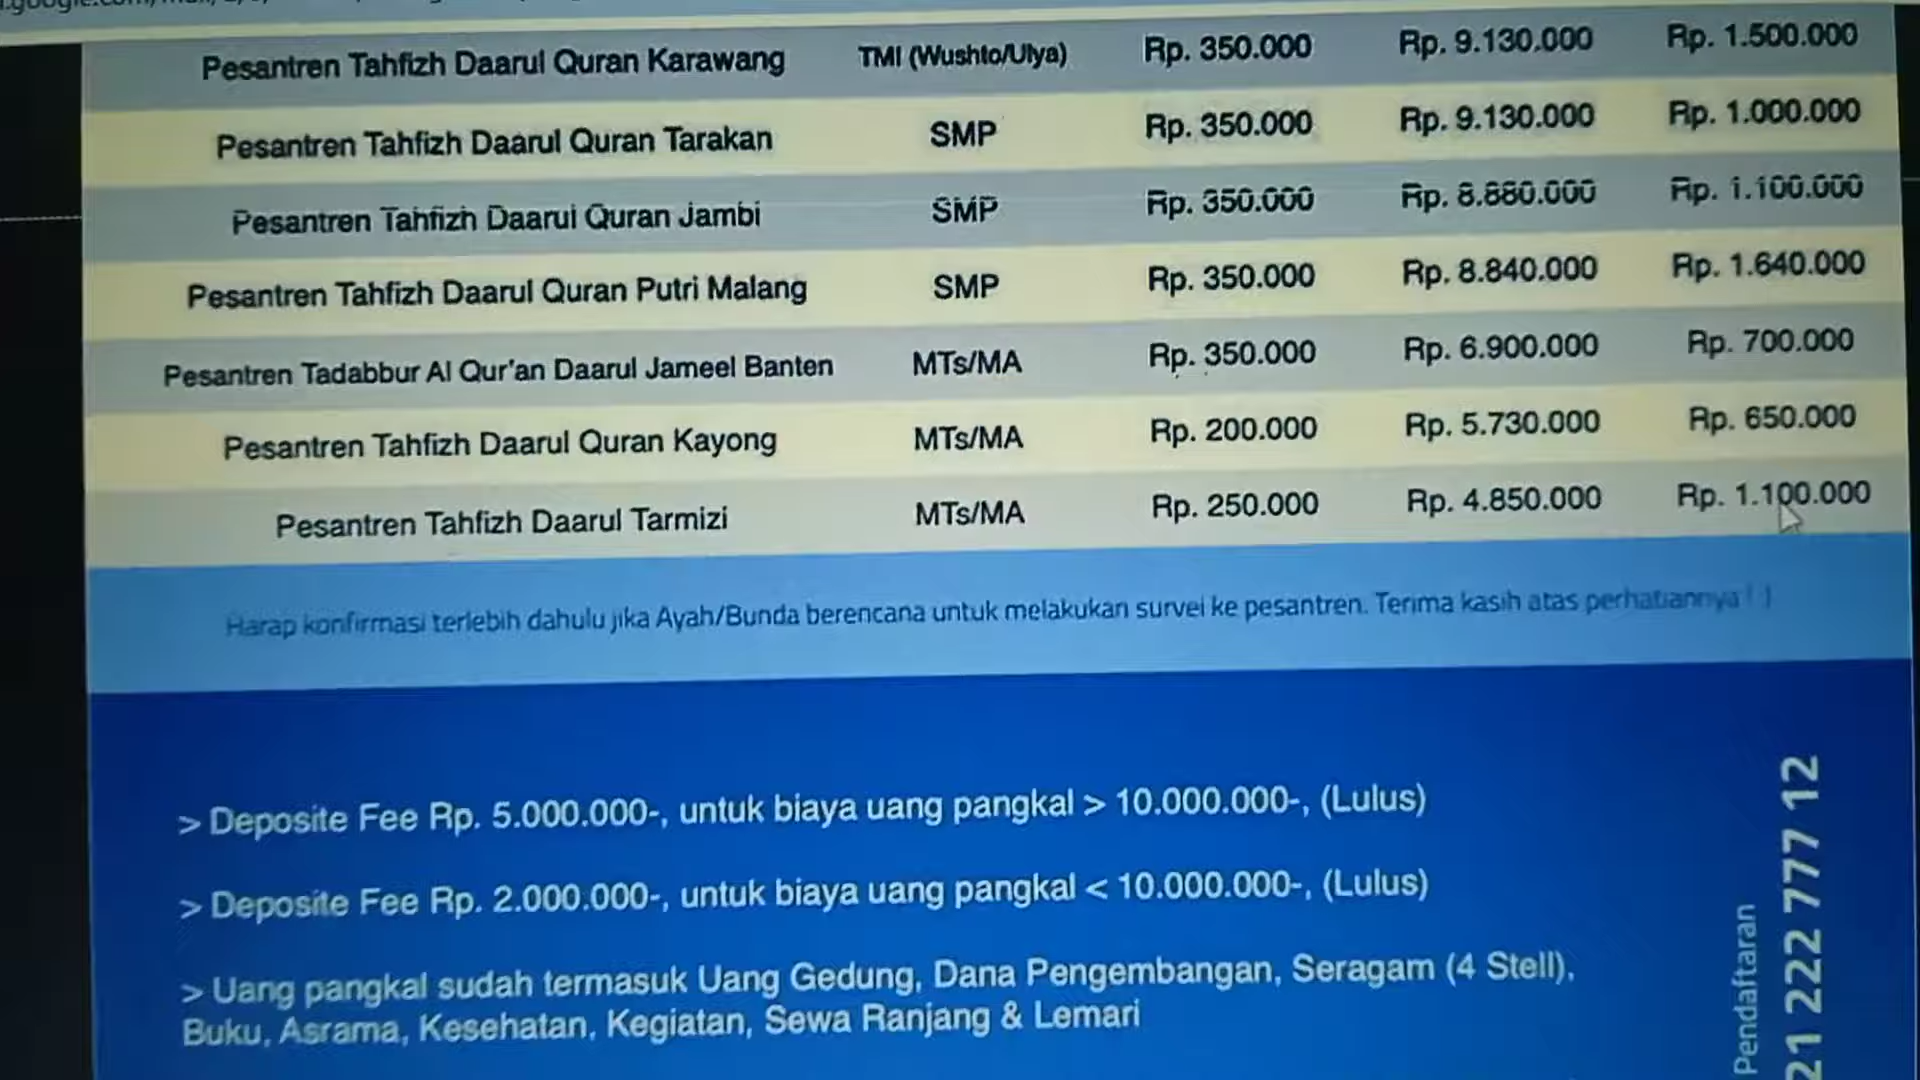 Pesantren Tahfizh Daarul Quran Karawang TMI (Wushto/Ulya) Rp. 350.000 Rp. 9.130.000 Rp. 1.500.000
Pesantren Tahfizh Daarul Quran Tarakan SMP Rp. 350.000 Rp. 9.130.000 Rp. 1.000.000
Pesantren Tahfizh Daarul Quran Jambi SMP Rp. 350.000 Rp. 8.880.000 Rp. 1.100.000
Pesantren Tahfizh Daarul Quran Putri Malang SMP Rp. 350.000 Rp. 8.840.000 Rp. 1.640.000
Pesantren Tadabbur Al Qur'an Daarul Jameel Banten MTs/MA Rp. 350.000 Rp. 6.900.000 Rp. 700.000
Pesantren Tahfizh Daarul Quran Kayong MTs/MA Rp. 200.000 Rp. 5.730.000 Rp. 650.000
Pesantren Tahfizh Daarul Tarmizi MTs/MA Rp. 250.000 Rp. 4.850.000 Rp. 1.100.000
Harap konfirmasi terlebih dahulu jika Ayah/Bunda berencana untuk melakukan survei ke pesantren. Terima kasih atas perhatiannya
> Deposite Fee Rp. 5.000.000-, untuk biaya uang pangkal > 10.000.000-, (Lulus)
> Deposite Fee Rp. 2.000.000-, untuk biaya uang pangkal < 10.000.000-, (Lulus)
> Uang pangkal sudah termasuk Uang Gedung, Dana Pengembangan, Seragam (4 Stell),
Buku, Asrama, Kesehatan, Kegiatan, Sewa Ranjang & Lemari
Pendaftaran
21 222 777 12